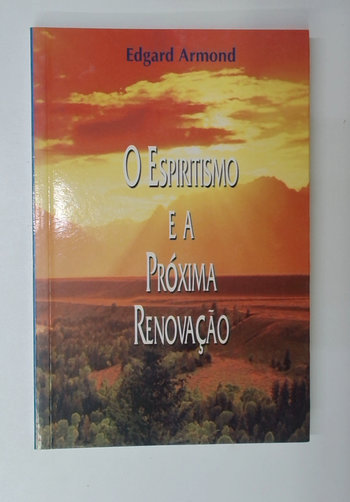 Edgard Armond
O Espiritismo
e a
Próxima
Renovação